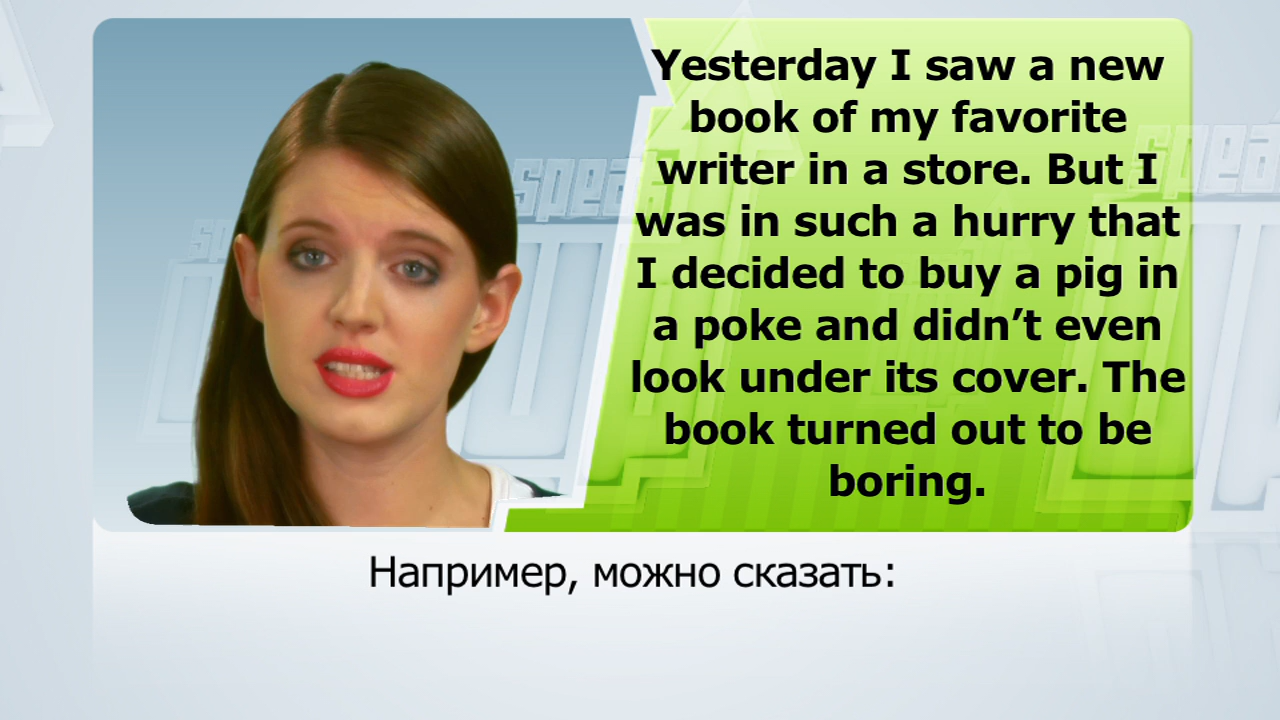 Yesterday I saw a new
book of my favorite
writer in a store. But I
was in such a hurry that
I decided to buy a pig in
a poke and didn’t even
look under its cover. The
book turned out to be
boring.
Например, можно сказать: